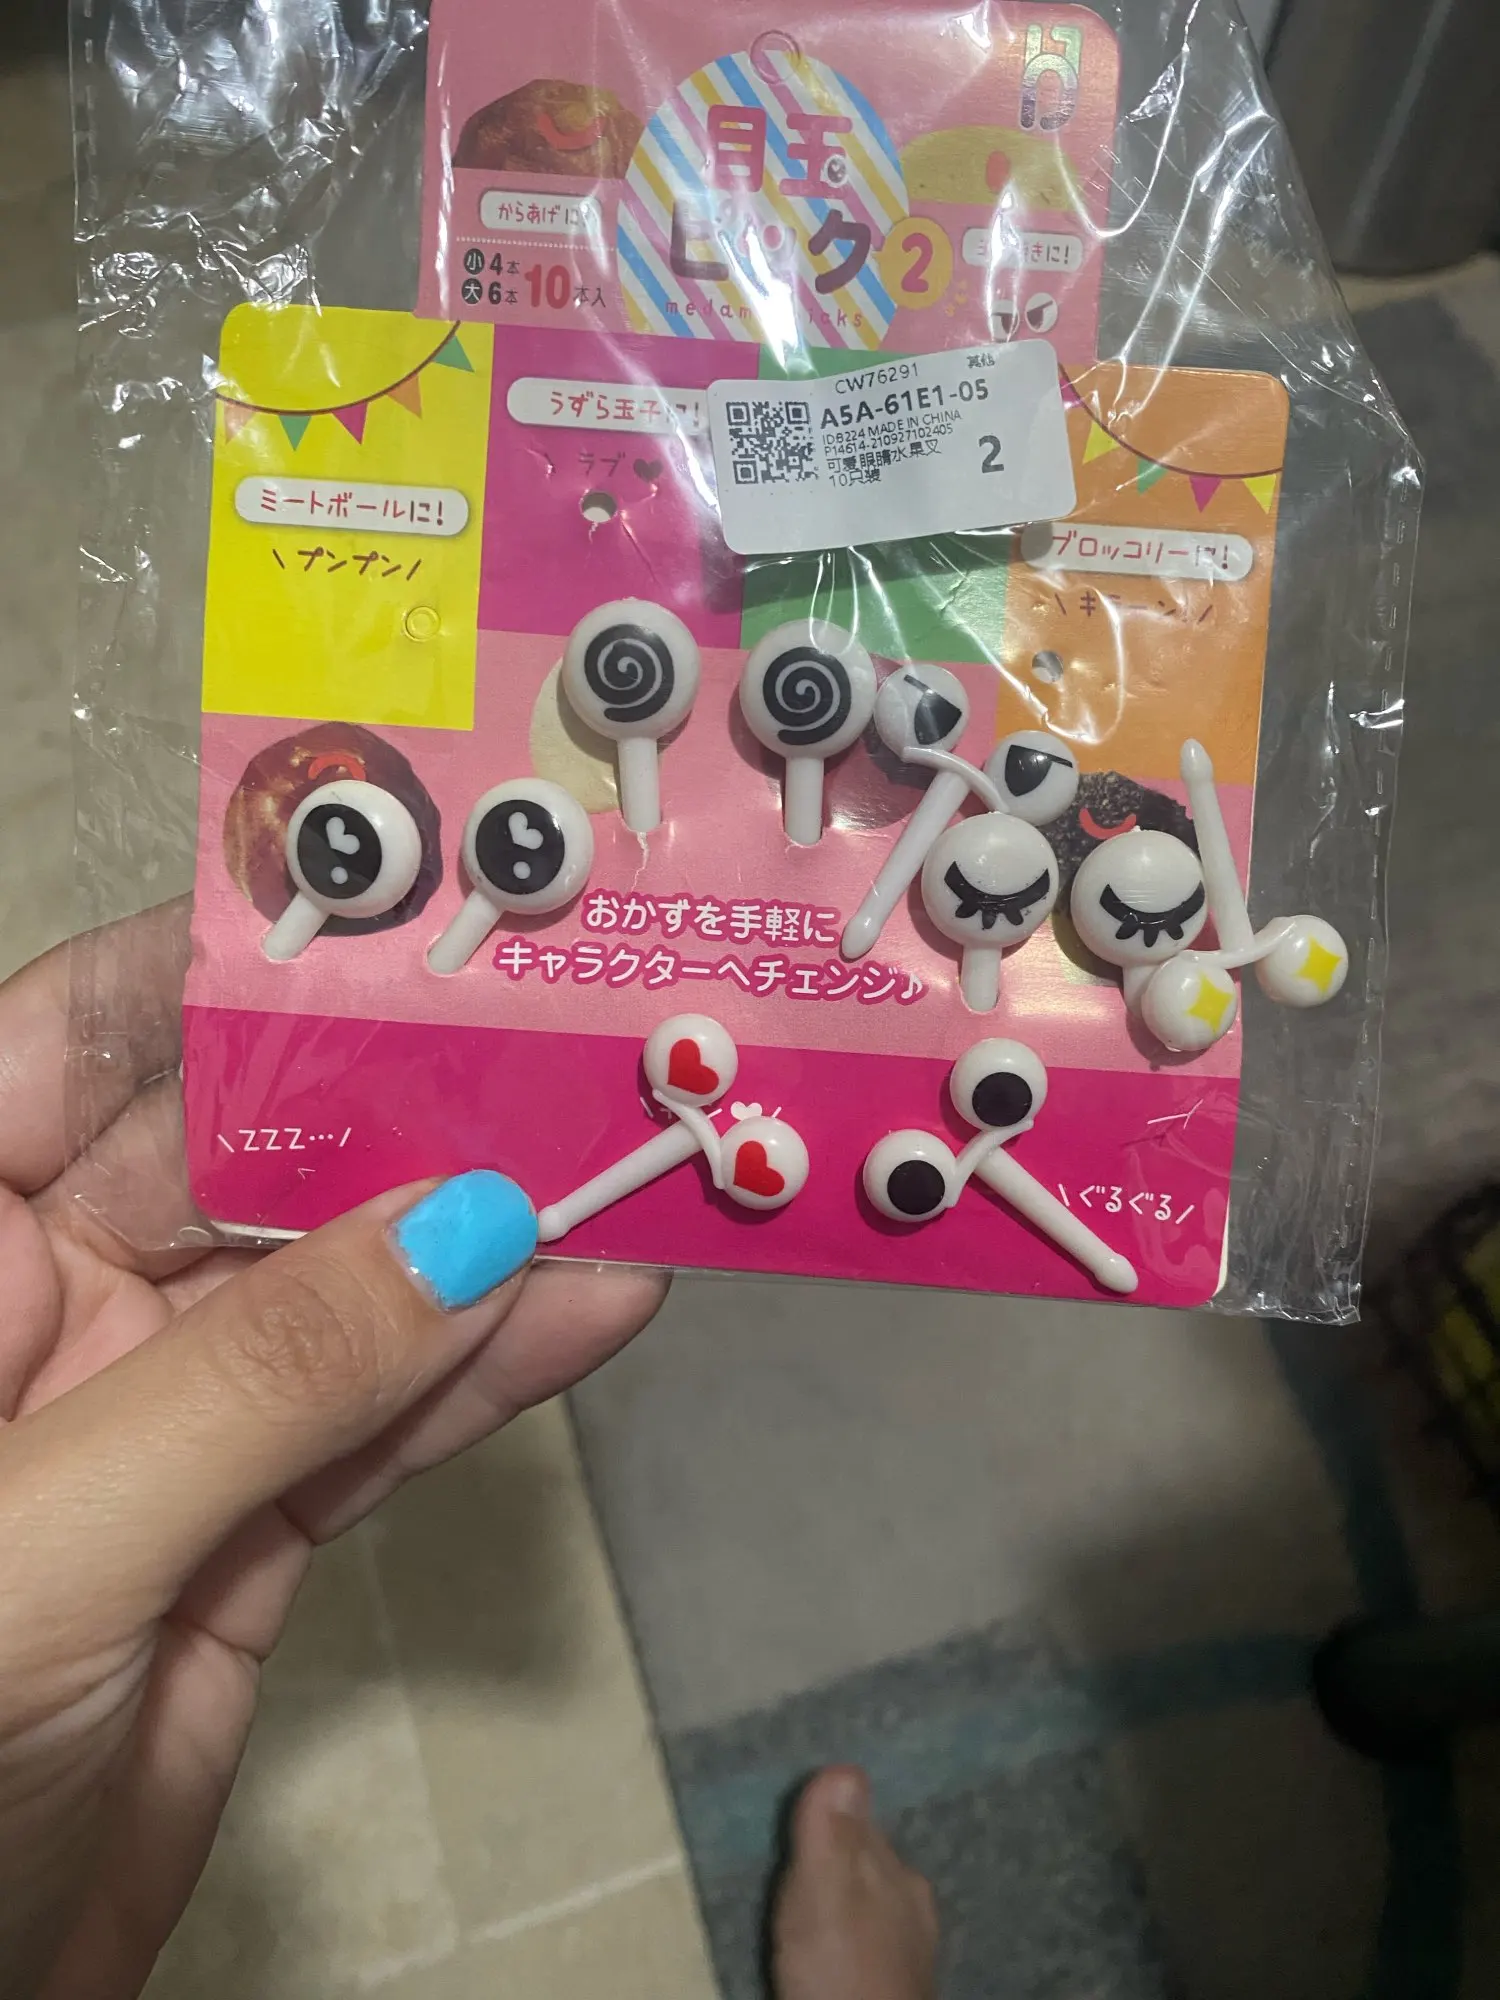 目玉
ピック2
からあげに!
小4本
大6本
10本入
きに!
CW76291
其他
A5A-61E1-05
IDB224 MADE IN CHINA
P14614-210927102405
可爱眼睛水果叉
10只装
2
うずら玉子に!
ラブ
ミートボールに!
\プンプン/
ブロッコリーに!
おかずを手軽に
キャラクターへチェンジ♪
\ZZZ…/
\ぐるぐる/